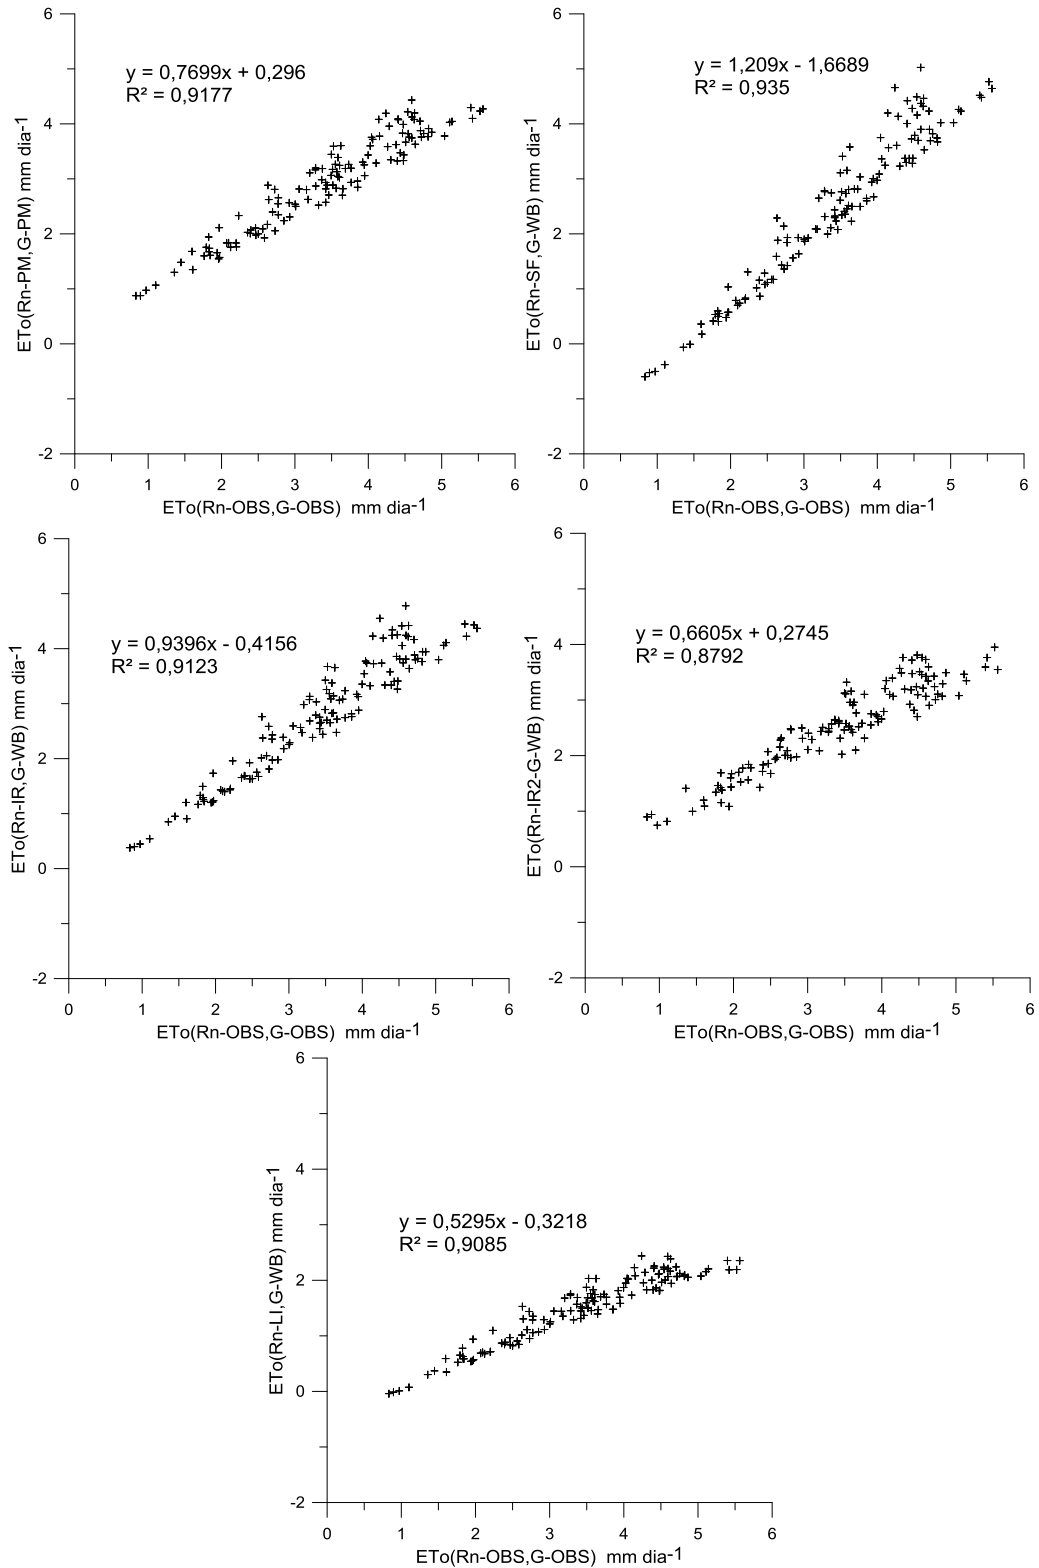 6
4
2
0
-2
ETo(Rn-PM,G-PM) mm dia-1
y = 0,7699x + 0,296
R² = 0,9177
0 1 2 3 4 5 6
ETo(Rn-OBS,G-OBS) mm dia-1
6
4
2
0
-2
ETo(Rn-SF,G-WB) mm dia-1
y = 1,209x - 1,6689
R² = 0,935
0 1 2 3 4 5 6
ETo(Rn-OBS,G-OBS) mm dia-1
6
4
2
0
-2
ETo(Rn-IR,G-WB) mm dia-1
y = 0,9396x - 0,4156
R² = 0,9123
0 1 2 3 4 5 6
ETo(Rn-OBS,G-OBS) mm dia-1
6
4
2
0
-2
ETo(Rn-IR2-G-WB) mm dia-1
y = 0,6605x + 0,2745
R² = 0,8792
0 1 2 3 4 5 6
ETo(Rn-OBS,G-OBS) mm dia-1
6
4
2
0
-2
ETo(Rn-LI,G-WB) mm dia-1
y = 0,5295x - 0,3218
R² = 0,9085
0 1 2 3 4 5 6
ETo(Rn-OBS,G-OBS) mm dia-1